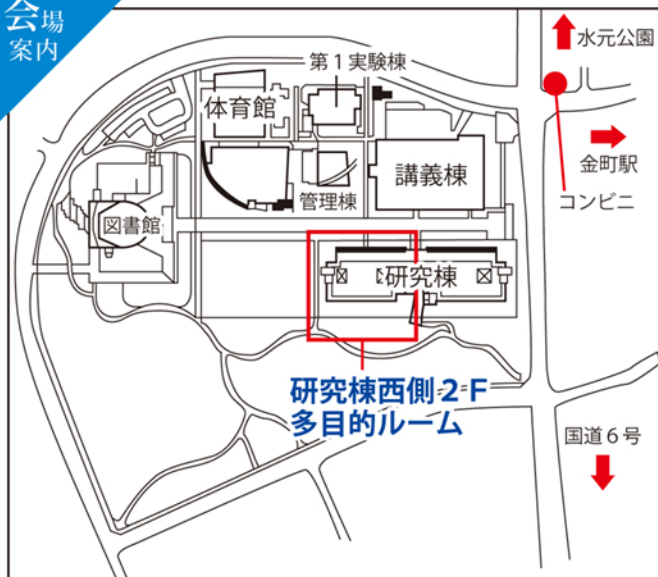 会場
案内
水元公園
第1実験棟
体育館
金町駅
講義棟
管理棟
コンビニ
図書館
研究棟
研究棟西側2F
多目的ルーム
国道6号